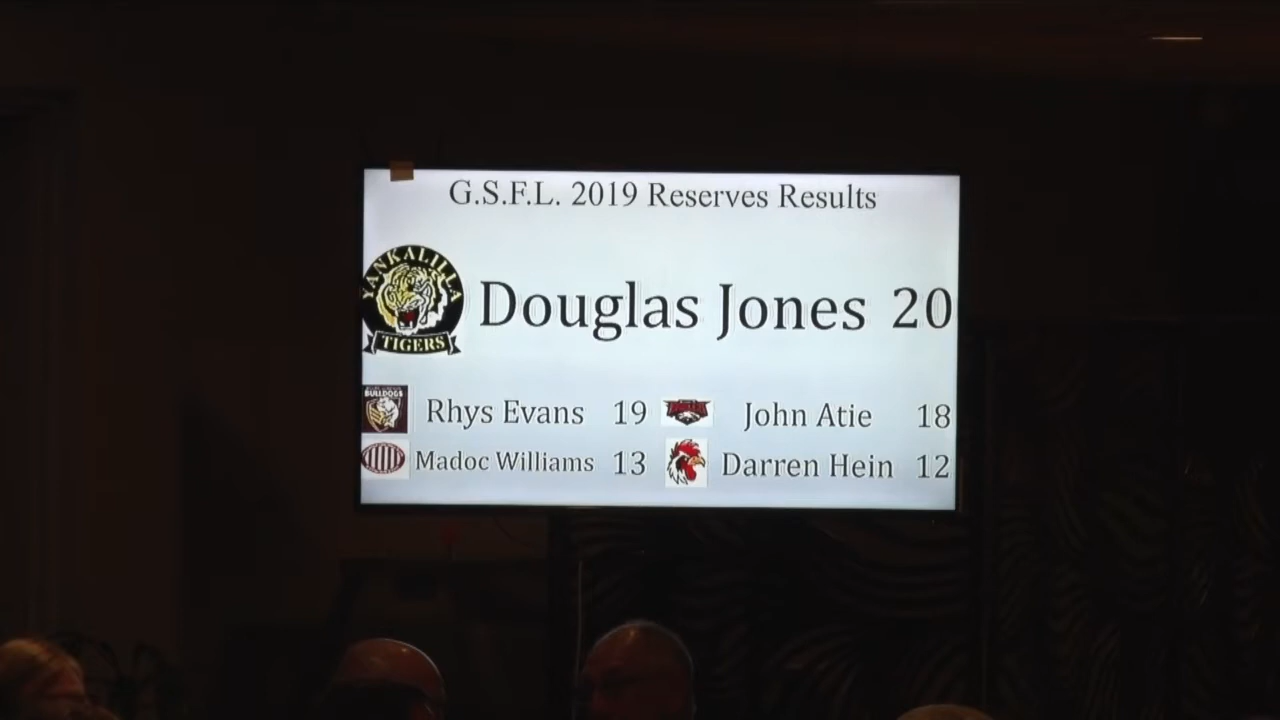 G.S.F.L. 2019 Reserves Results
YANKALILLA
TIGERS
Douglas Jones 20
BULLDOGS
Rhys Evans 19
John Atie 18
Madoc Williams 13
Darren Hein 12